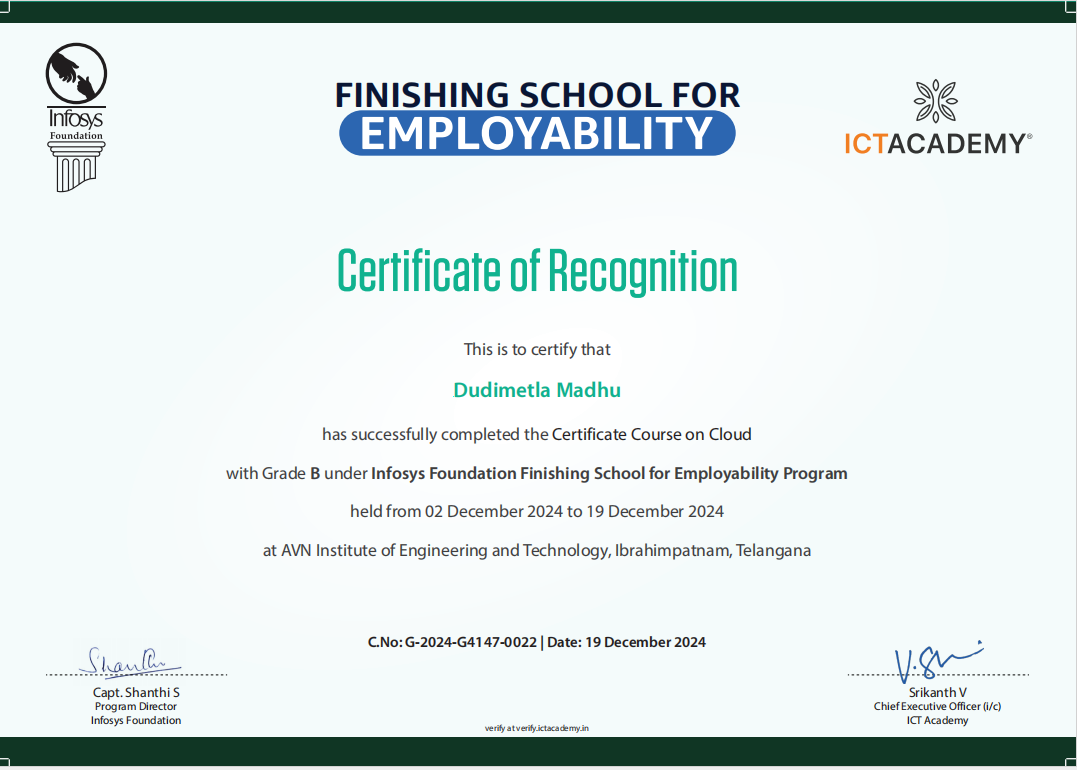 Infosys
Foundation
FINISHING SCHOOL FOR
EMPLOYABILITY
ICTACADEMY®
Certificate of Recognition
This is to certify that
Dudimetla Madhu
has successfully completed the Certificate Course on Cloud
with Grade B under Infosys Foundation Finishing School for Employability Program
held from 02 December 2024 to 19 December 2024
at AVN Institute of Engineering and Technology, Ibrahimpatnam, Telangana
C.No: G-2024-G4147-0022 | Date: 19 December 2024
Shanthi
Capt. Shanthi S
Program Director
Infosys Foundation
V.S
Srikanth V
Chief Executive Officer (i/c)
ICT Academy
verify at verify.ictacademy.in